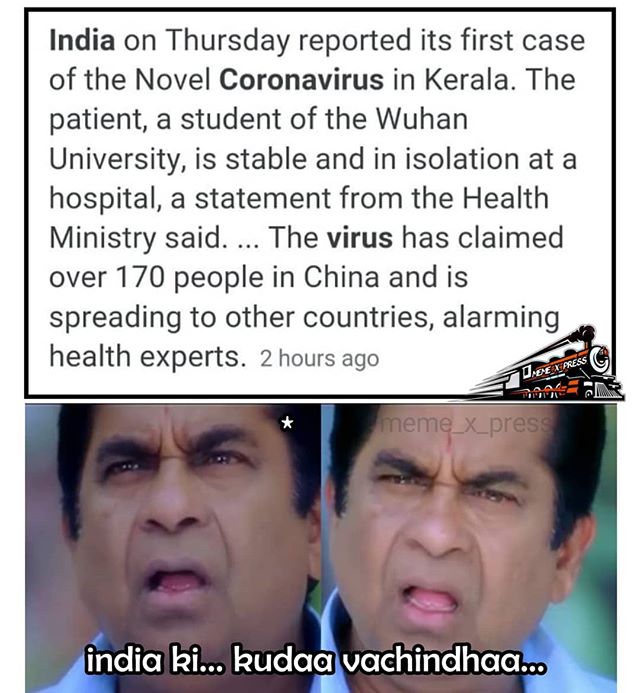 India on Thursday reported its first case
of the Novel Coronavirus in Kerala. The
patient, a student of the Wuhan
University, is stable and in isolation at a
hospital, a statement from the Health
Ministry said. ... The virus has claimed
over 170 people in China and is
spreading to other countries, alarming
health experts. 2 hours ago
MEME X PRESS
meme_x_press
india ki... kudaa vachindhaa...